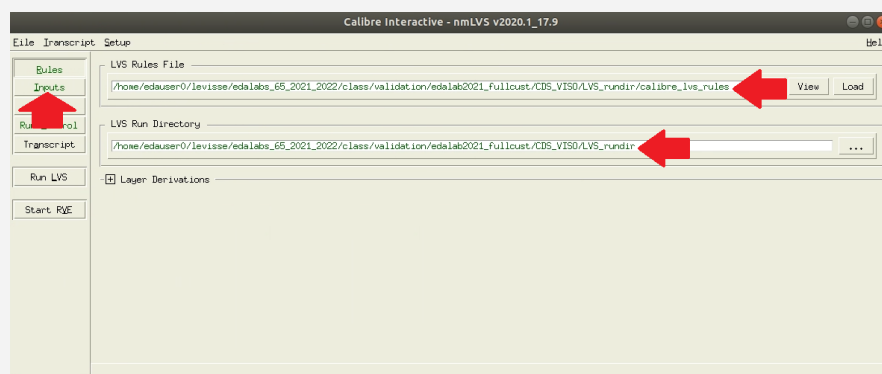 Calibre Interactive - nmLVS v2020.1_17.9
File Transcript Setup
Rules
Inputs
Transcript
Run LVS
Start RVE
LVS Rules File
/home/edauser0/levisse/edalabs_65_2021_2022/class/validation/edalab2021_fullcust/CDS_VISO/LVS_rundir/calibre_lvs_rules
View Load
LVS Run Directory
/home/edauser0/levisse/edalabs_65_2021_2022/class/validation/edalab2021_fullcust/CDS_VISO/LVS_rundir
...
Layer Derivations